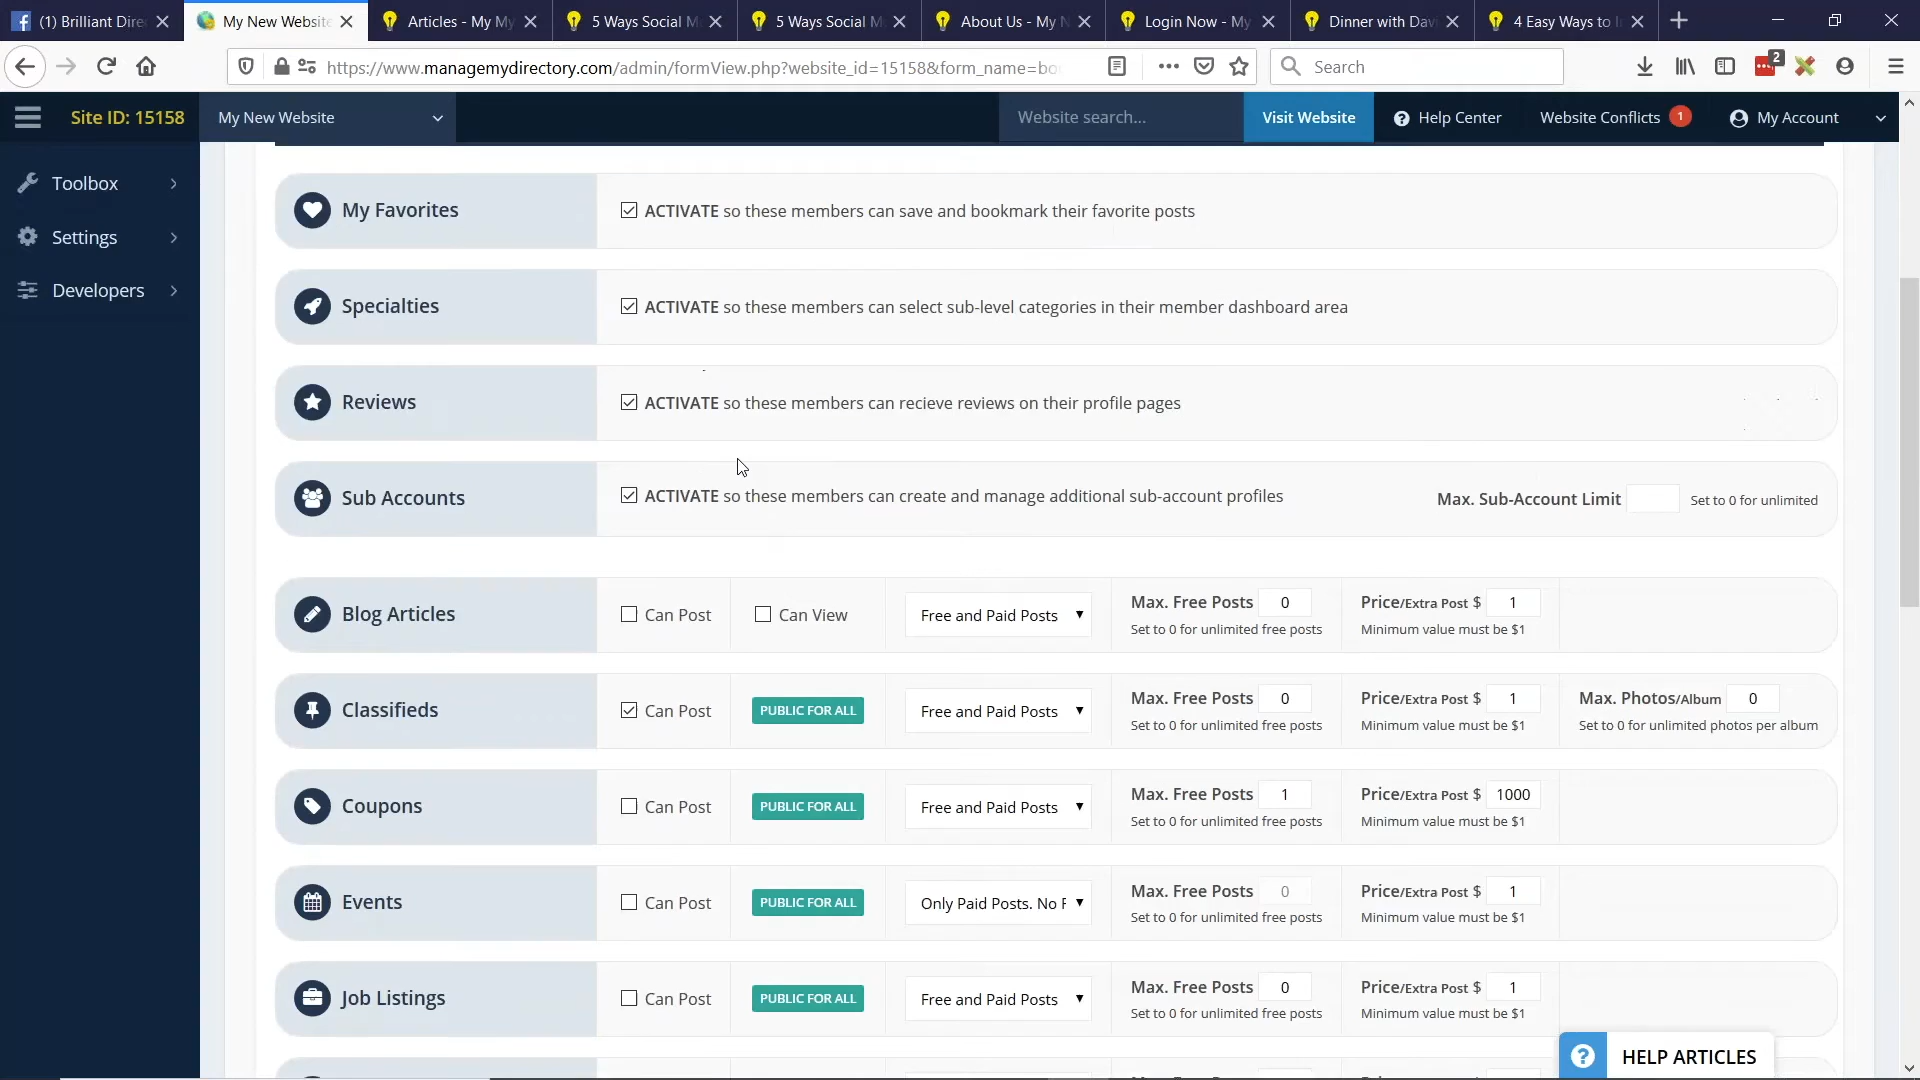 (1) Brilliant Dire
My New Website
Articles - My My
5 Ways Social M
5 Ways Social M
About Us - My N
Login Now - My
Dinner with Davi
4 Easy Ways to I
https://www.managemydirectory.com/admin/formView.php?website_id=15158&form_name=bo
Search
2
Site ID: 15158
My New Website
Website search...
Visit Website
Help Center
Website Conflicts
1
My Account
Toolbox
Settings
Developers
My Favorites
ACTIVATE so these members can save and bookmark their favorite posts
Specialties
ACTIVATE so these members can select sub-level categories in their member dashboard area
Reviews
ACTIVATE so these members can recieve reviews on their profile pages
Sub Accounts
ACTIVATE so these members can create and manage additional sub-account profiles
Max. Sub-Account Limit
Set to 0 for unlimited
Blog Articles
Can Post
Can View
Free and Paid Posts
Max. Free Posts 0
Set to 0 for unlimited free posts
Price/Extra Post $ 1
Minimum value must be $1
Classifieds
Can Post
PUBLIC FOR ALL
Free and Paid Posts
Max. Free Posts 0
Set to 0 for unlimited free posts
Price/Extra Post $ 1
Minimum value must be $1
Max. Photos/Album 0
Set to 0 for unlimited photos per album
Coupons
Can Post
PUBLIC FOR ALL
Free and Paid Posts
Max. Free Posts 1
Set to 0 for unlimited free posts
Price/Extra Post $ 1000
Minimum value must be $1
Events
Can Post
PUBLIC FOR ALL
Only Paid Posts. No F
Max. Free Posts 0
Set to 0 for unlimited free posts
Price/Extra Post $ 1
Minimum value must be $1
Job Listings
Can Post
PUBLIC FOR ALL
Free and Paid Posts
Max. Free Posts 0
Set to 0 for unlimited free posts
Price/Extra Post $ 1
Minimum value must be $1
HELP ARTICLES